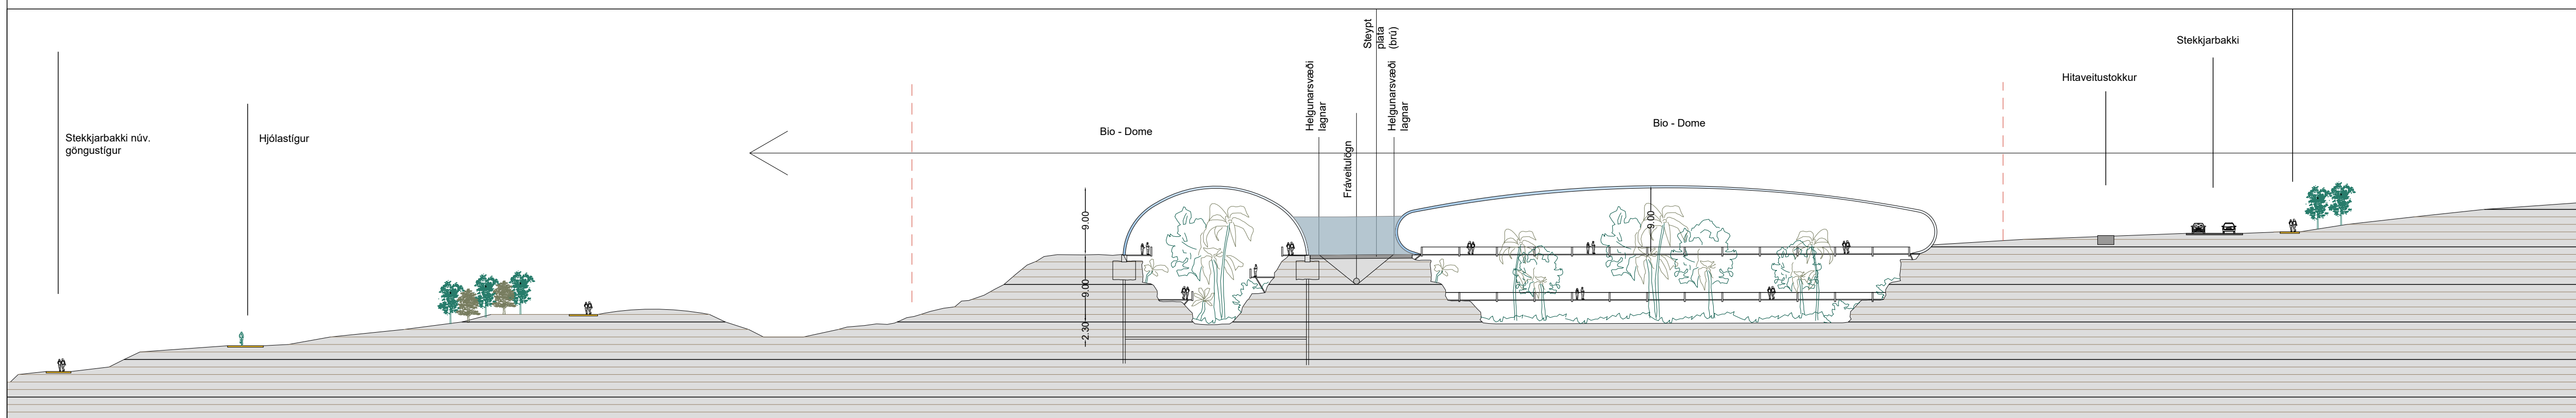 Stekkjarbakki núv.
göngustígur
Hjólastígur
Bio - Dome
Helgunarsvæði
lagnar
Fráveitulögn
Steypt
plata
(brú)
Helgunarsvæði
lagnar
Bio - Dome
Hitaveitustokkur
Stekkjarbakki
9.00
9.00
2.30
9.00